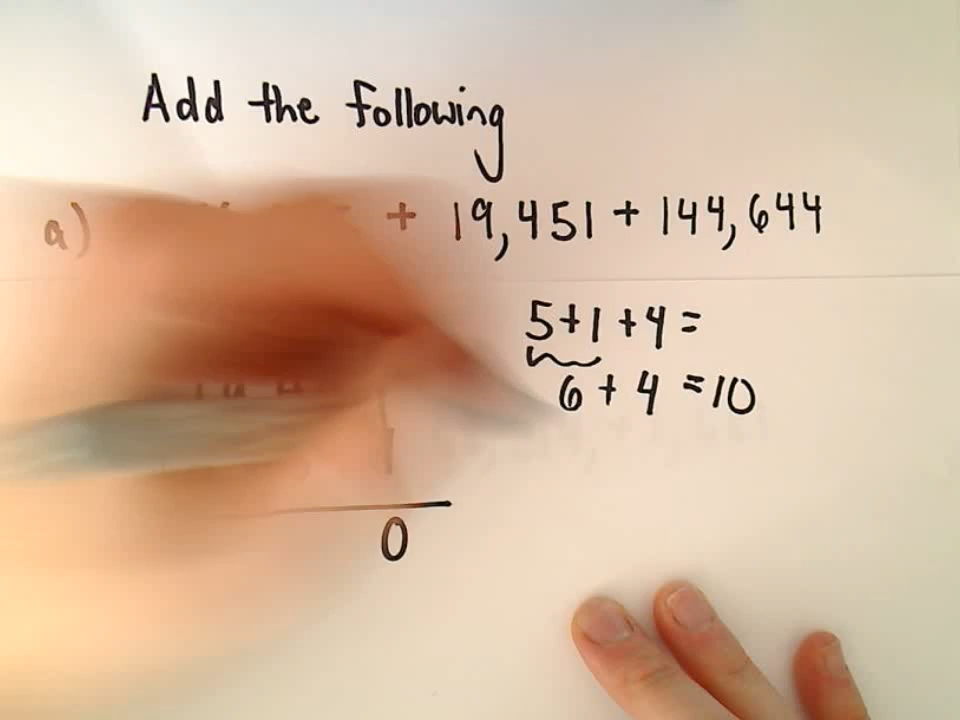 Add the following
a) + 19,451 + 144,644
5+1+4=
6+4=10
0